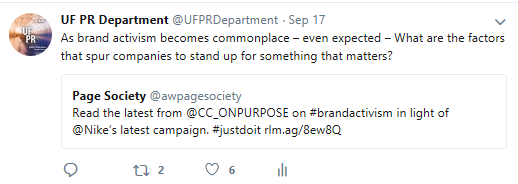 UF PR Department @UFPRDepartment · Sep 17
As brand activism becomes commonplace – even expected – What are the factors
that spur companies to stand up for something that matters?
Page Society @awpagesociety
Read the latest from @CC_ONPURPOSE on #brandactivism in light of
@Nike's latest campaign. #justdoit rlm.ag/8ew8Q
2 6
UF
PR